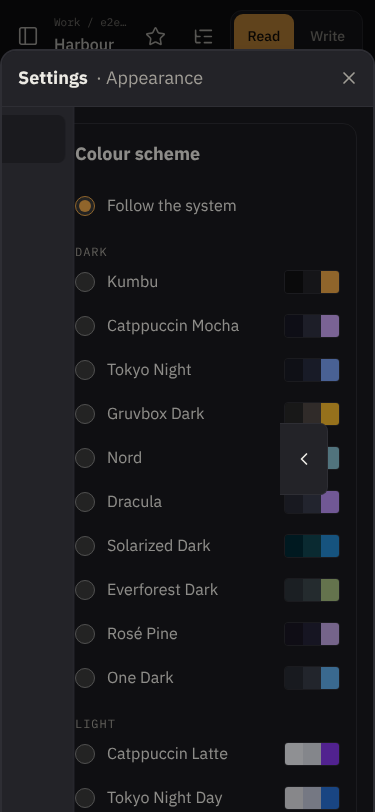 Work / e2e…
Harbour
Read
Write
Settings · Appearance
Colour scheme
Follow the system
DARK
Kumbu
Catppuccin Mocha
Tokyo Night
Gruvbox Dark
Nord
Dracula
Solarized Dark
Everforest Dark
Rosé Pine
One Dark
LIGHT
Catppuccin Latte
Tokyo Night Day